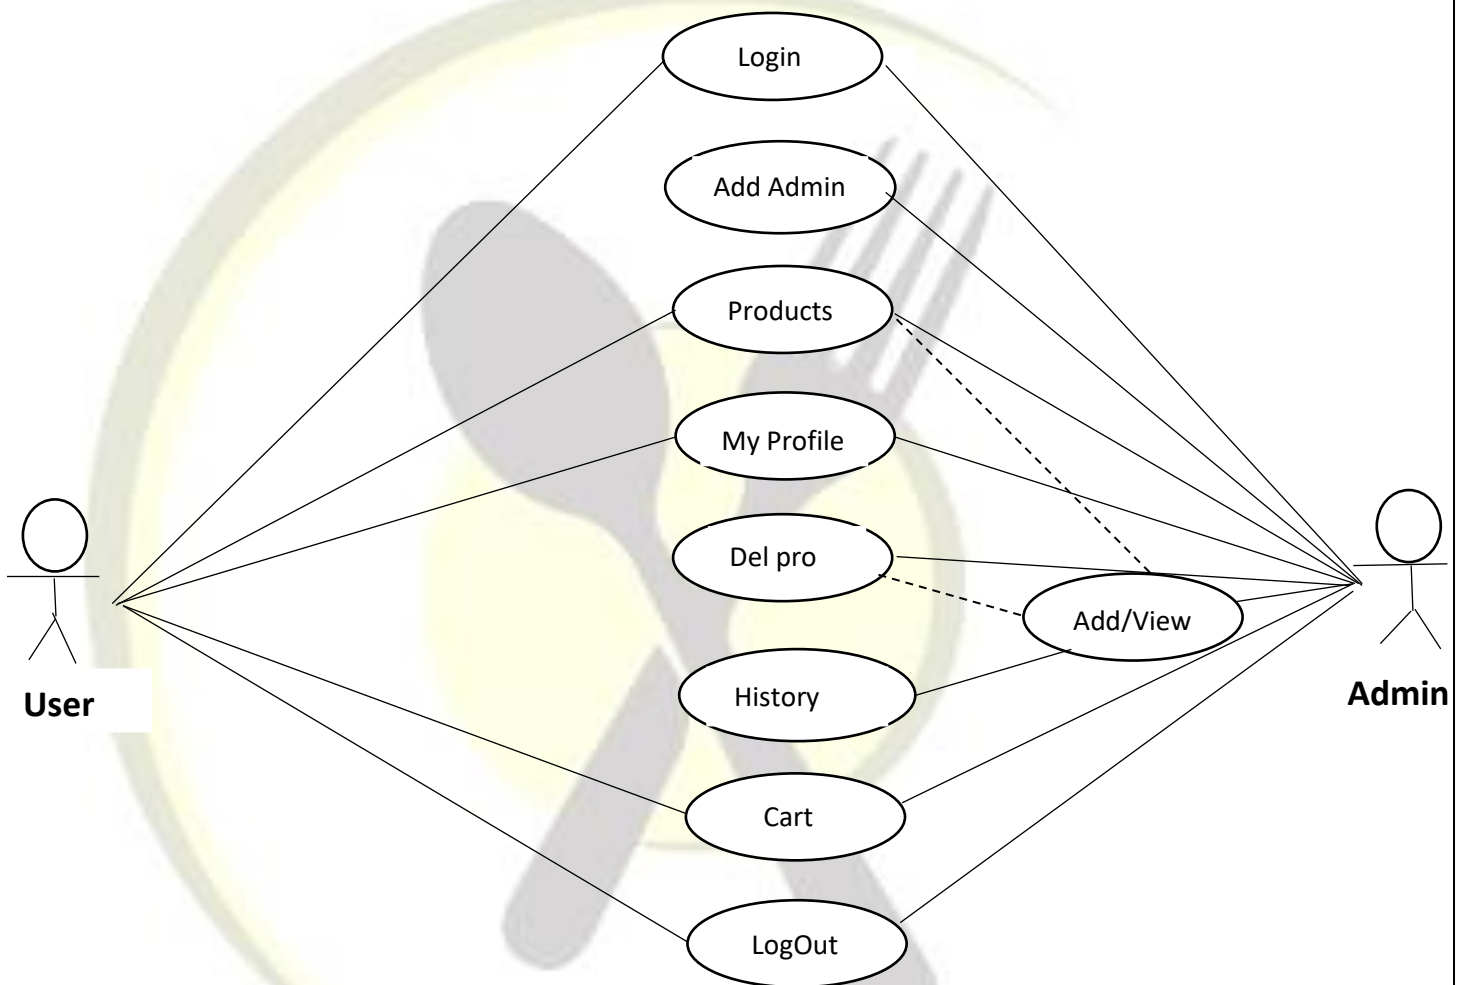 Login
Add Admin
Products
My Profile
Del pro
Add/View
History
User
Admin
Cart
LogOut